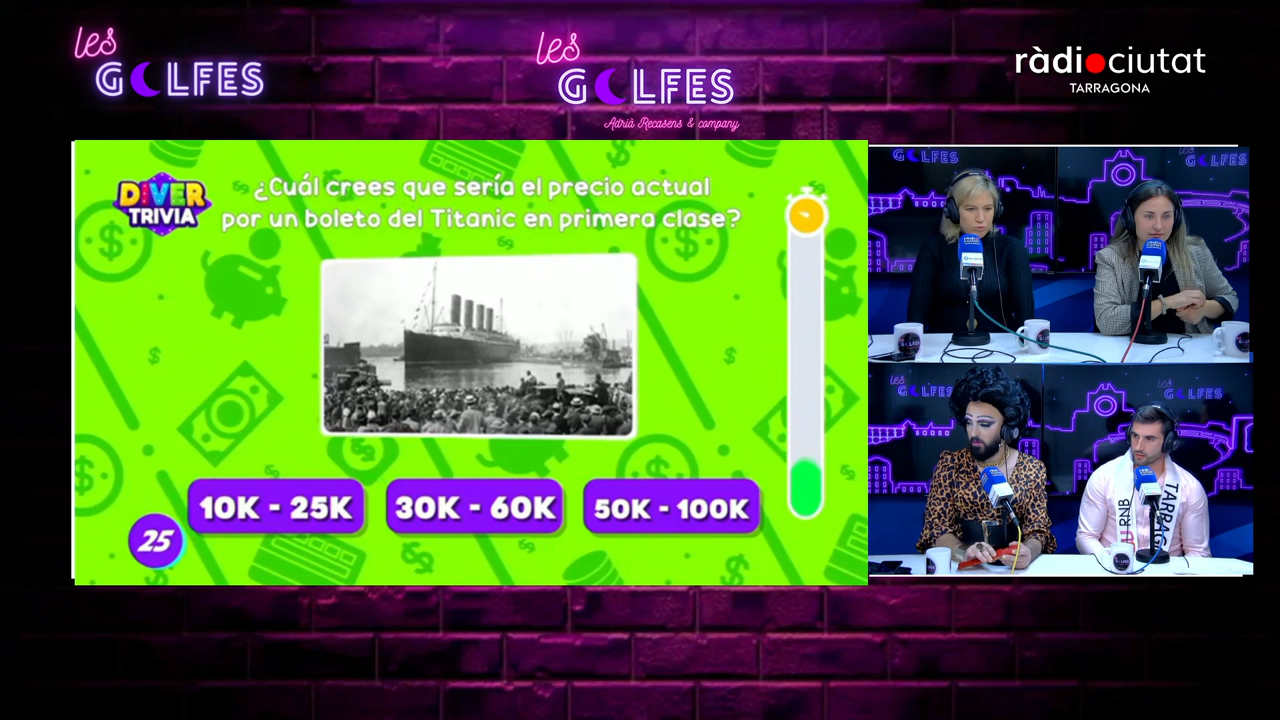 les
GOLFES
les
GOLFES
Adrià Recasens & company
ràdiociutat
TARRAGONA
DIVER
TRIVIA
¿Cuál crees que sería el precio actual
por un boleto del Titanic en primera clase?
10K - 25K
30K - 60K
50K - 100K
25
GOLFES
les
GOLFES
les
GOLFES
les
GOLFES
RNB